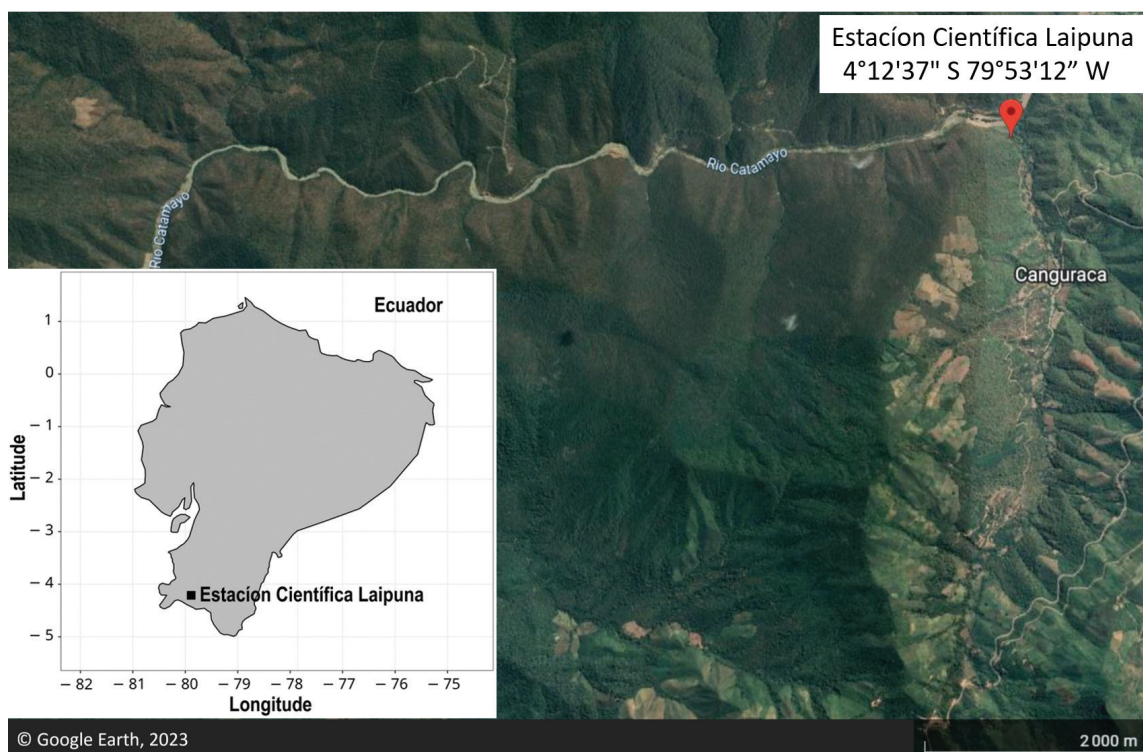 Estacíon Científica Laipuna
4°12'37" S 79°53'12” W
Rio Catamayo
Rio Catamayo
Canguraca
Ecuador
Latitude
1
0
− 1
− 2
− 3
− 4
− 5
Estacíon Científica Laipuna
− 82 − 81 − 80 − 79 − 78 − 77 − 76 − 75
Longitude
© Google Earth, 2023
2 000 m